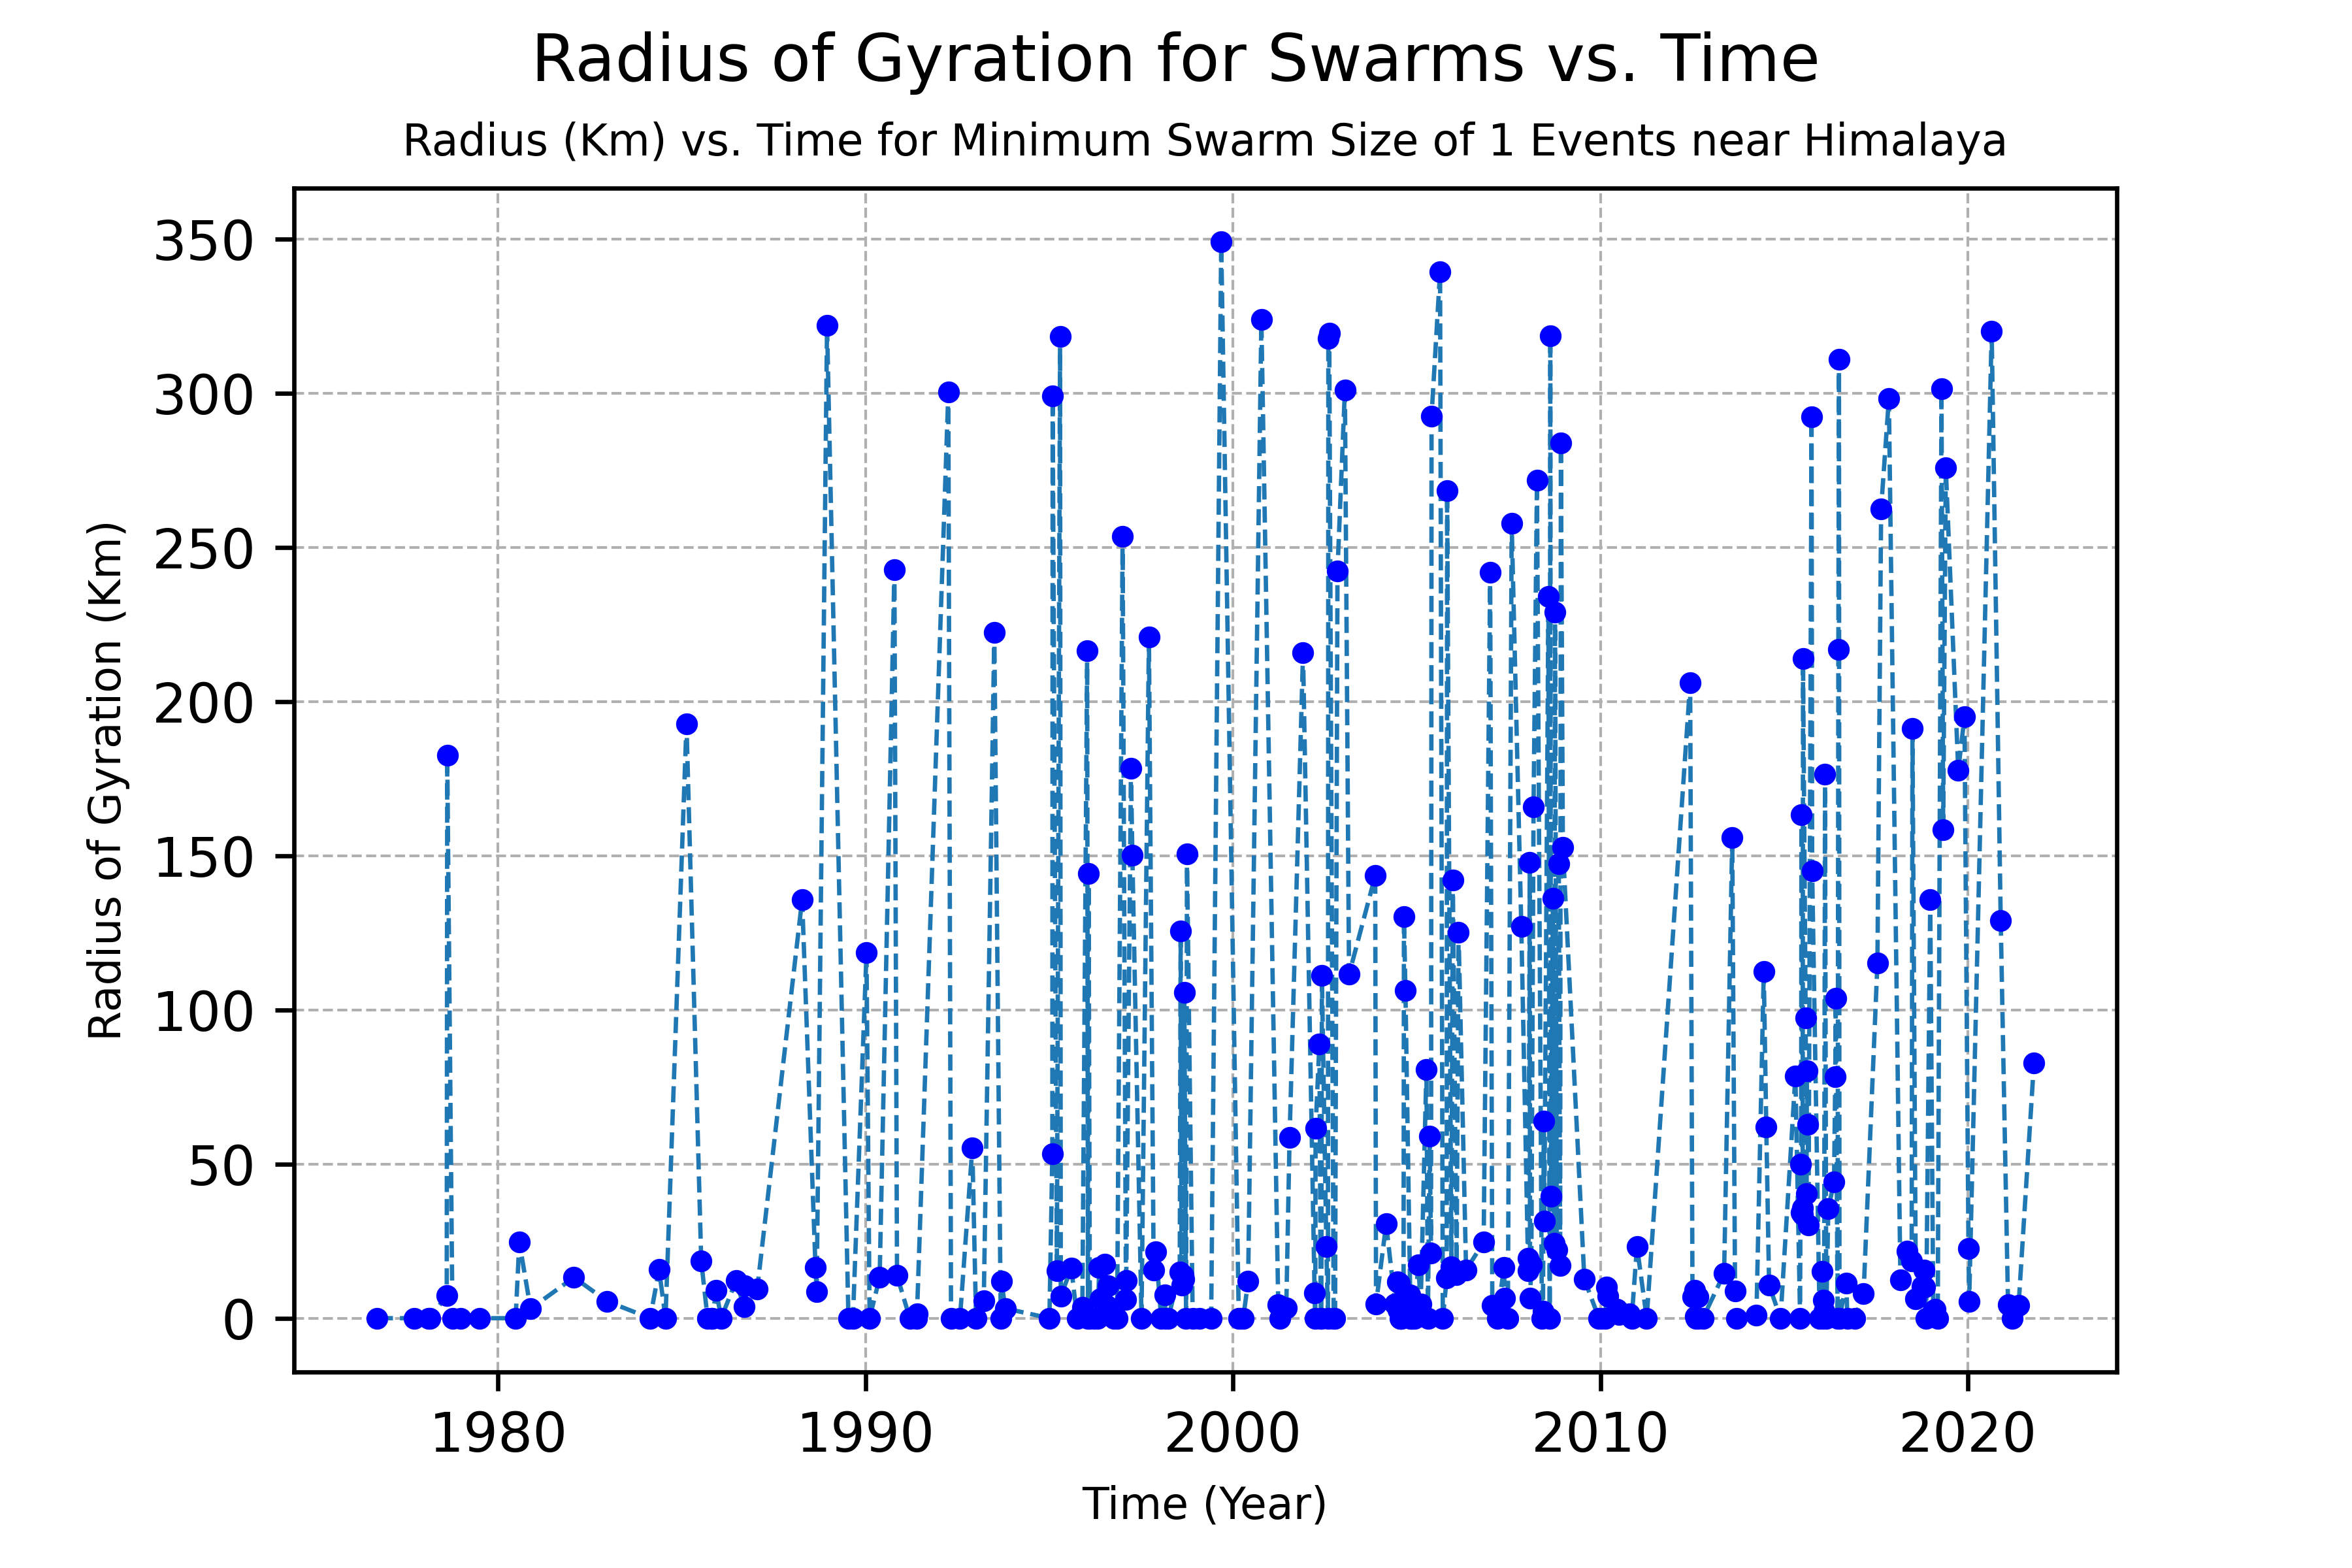 Radius of Gyration for Swarms vs. Time
Radius (Km) vs. Time for Minimum Swarm Size of 1 Events near Himalaya
Radius of Gyration (Km)
350
300
250
200
150
100
50
0
1980 1990 2000 2010 2020
Time (Year)